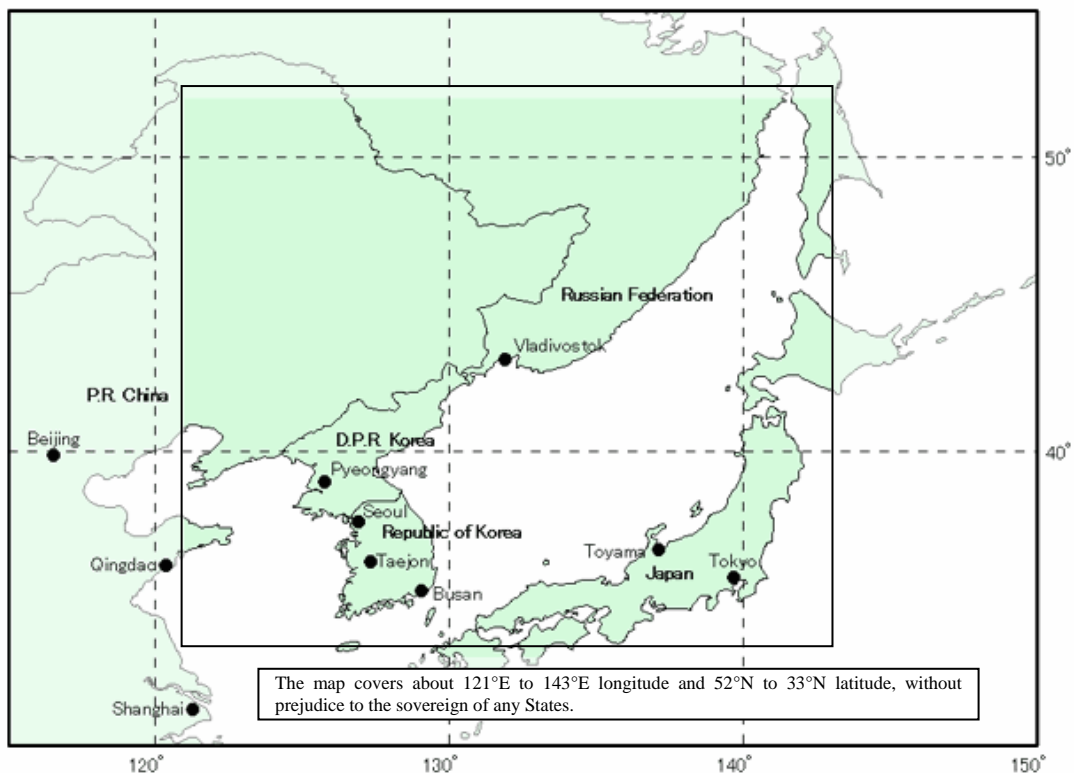 50°
Russian Federation
Vladivostok
P.R. China
Beijing
D.P.R. Korea
40°
Pyeongyang
Seoul
Republic of Korea
Toyama
Tokyo
Qingdao
Taejon
Japan
Busan
The map covers about 121°E to 143°E longitude and 52°N to 33°N latitude, without
prejudice to the sovereign of any States.
Shanghai
120°
130°
140°
150°